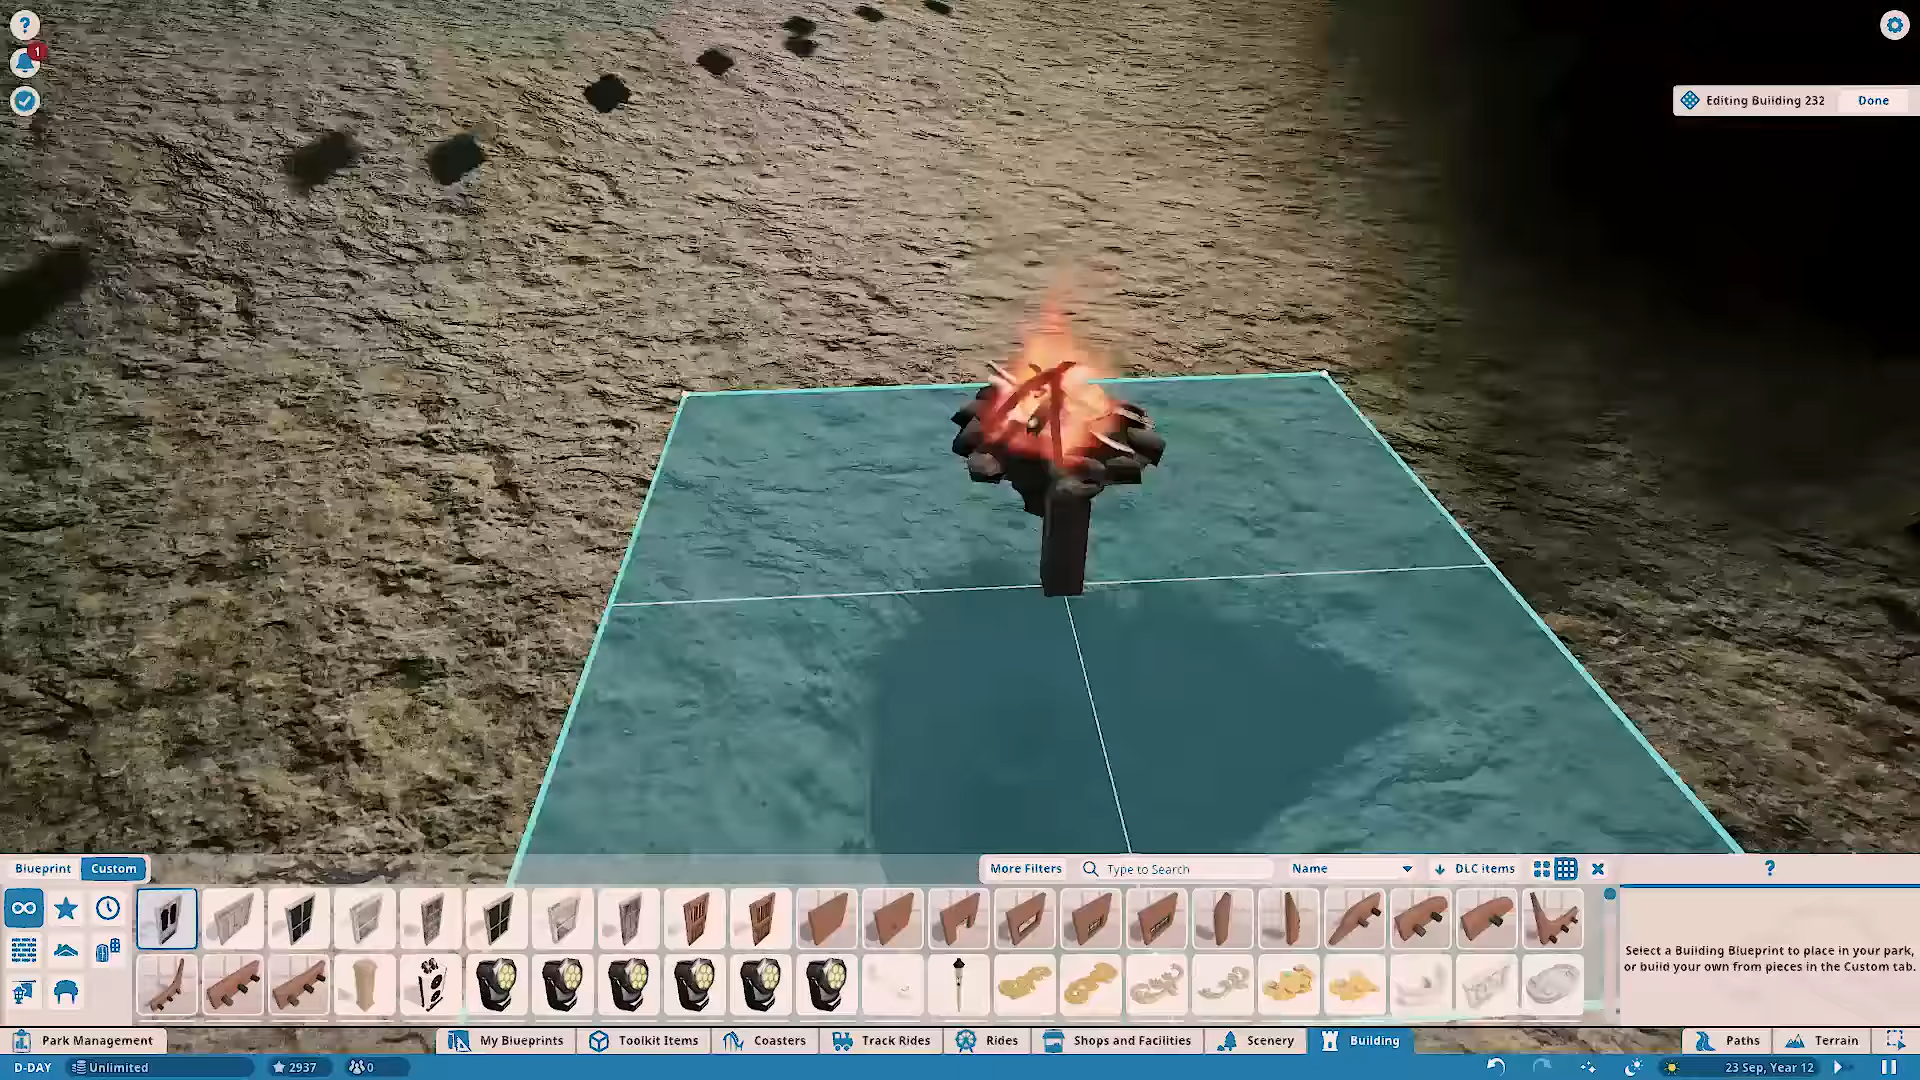 ?
1
Editing Building 232 Done
Blueprint Custom
More Filters Type to Search Name DLC items ?
Select a Building Blueprint to place in your park,
or build your own from pieces in the Custom tab.
Park Management My Blueprints Toolkit Items Coasters Track Rides Rides Shops and Facilities Scenery Building Paths Terrain
D-DAY Unlimited 2937 0 23 Sep, Year 12